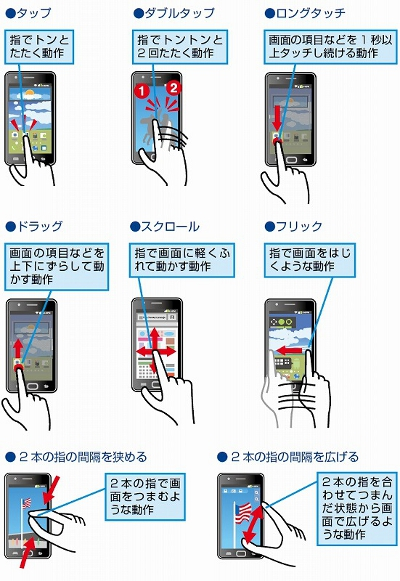 ●タップ
指でトンと
たたく動作
●ダブルタップ
指でトントンと
2回たたく動作
1
2
●ロングタッチ
画面の項目などを1秒以
上タッチし続ける動作
●ドラッグ
画面の項目などを
上下にずらして動
かす動作
●スクロール
指で画面に軽くふ
れて動かす動作
●フリック
指で画面をはじ
くような動作
●2本の指の間隔を狭める
2本の指で画
面をつまむよ
うな動作
●2本の指の間隔を広げる
2本の指を合
わせてつまん
だ状態から画
面で広げるよ
うな動作